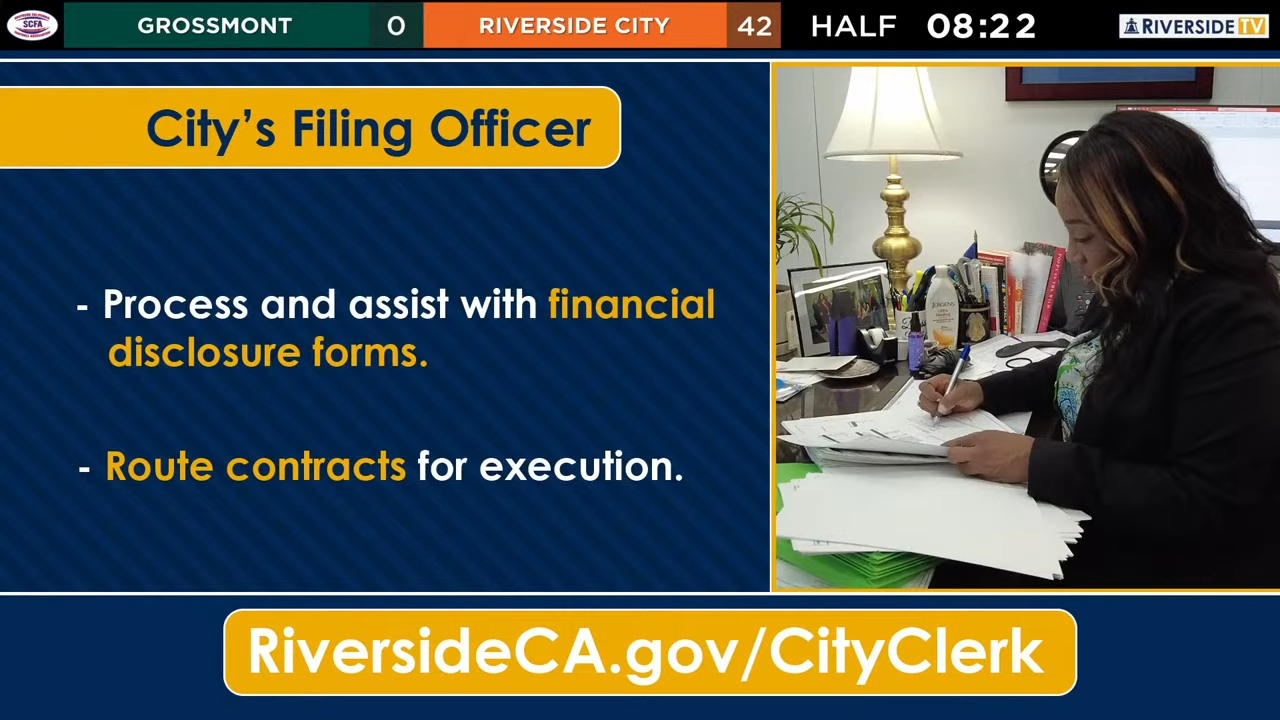 SCFA
GROSSMONT
0
RIVERSIDE CITY
42
HALF
08:22
RIVERSIDE TV
City's Filing Officer
- Process and assist with financial
disclosure forms.
- Route contracts for execution.
JERGENS
RiversideCA.gov/CityClerk